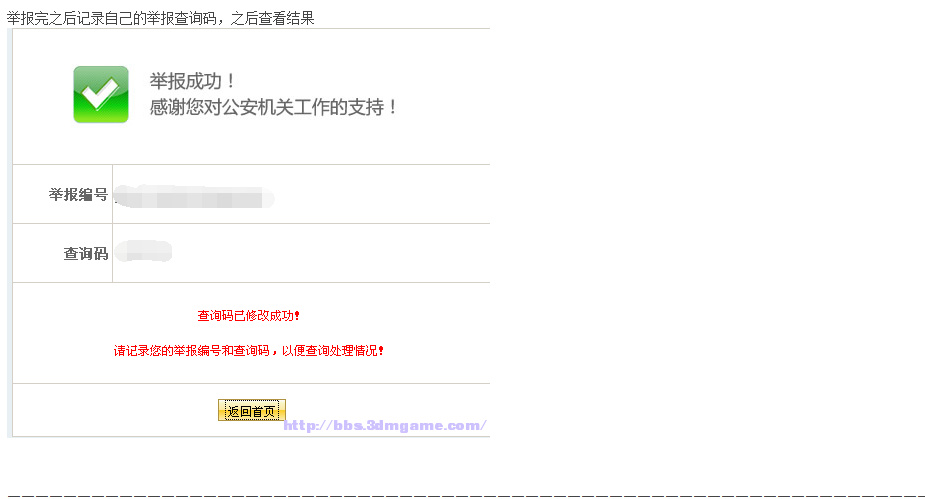 举报完之后记录自己的举报查询码，之后查看结果
举报成功！
感谢您对公安机关工作的支持！
举报编号
查询码
查询码已修改成功！
请记录您的举报编号和查询码，以便查询处理情况！
返回首页
http://bbs.3dmgame.com/